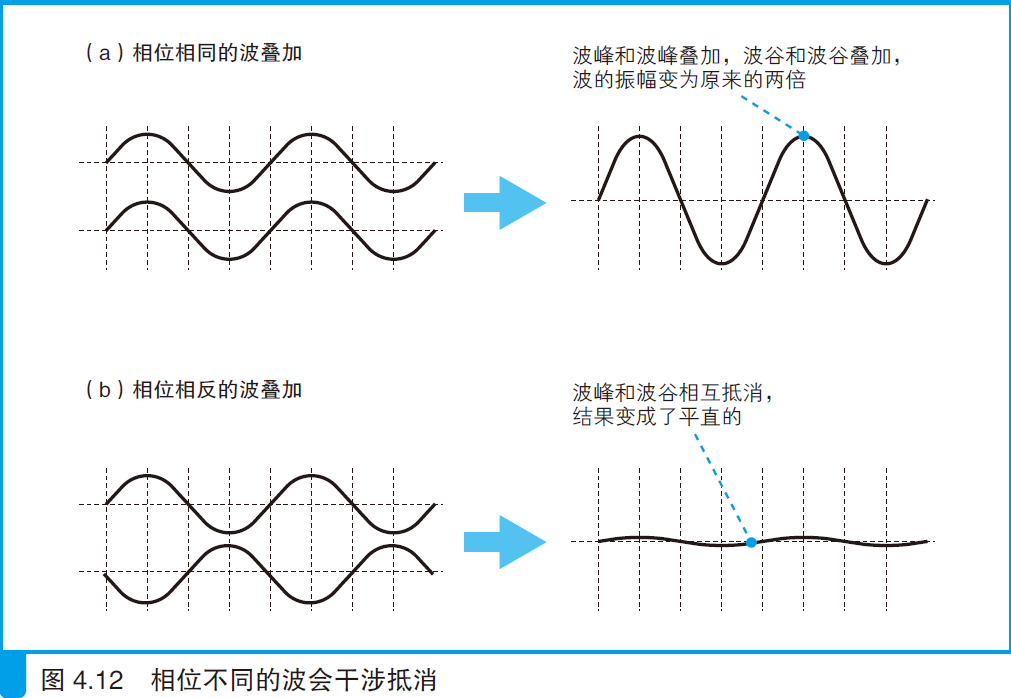 （a）相位相同的波叠加
波峰和波峰叠加，波谷和波谷叠加，
波的振幅变为原来的两倍
（b）相位相反的波叠加
波峰和波谷相互抵消，
结果变成了平直的
图 4.12 相位不同的波会干涉抵消